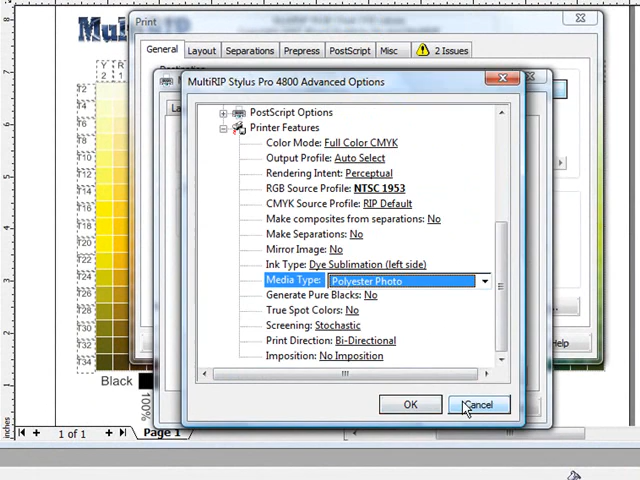 MultiRIP
Print
General
Layout
Separations
Prepress
PostScript
Misc
2 Issues
MultiRIP Stylus Pro 4800 Advanced Options
PostScript Options
Printer Features
Color Mode: Full Color CMYK
Output Profile: Auto Select
Rendering Intent: Perceptual
RGB Source Profile: NTSC 1953
CMYK Source Profile: RIP Default
Make composites from separations: No
Make Separations: No
Mirror Image: No
Ink Type: Dye Sublimation (left side)
Media Type: Polyester Photo
Generate Pure Blacks: No
True Spot Colors: No
Screening: Stochastic
Print Direction: Bi-Directional
Imposition: No Imposition
OK
Cancel
Help
Black
100%
1 of 1
Page 1
inches